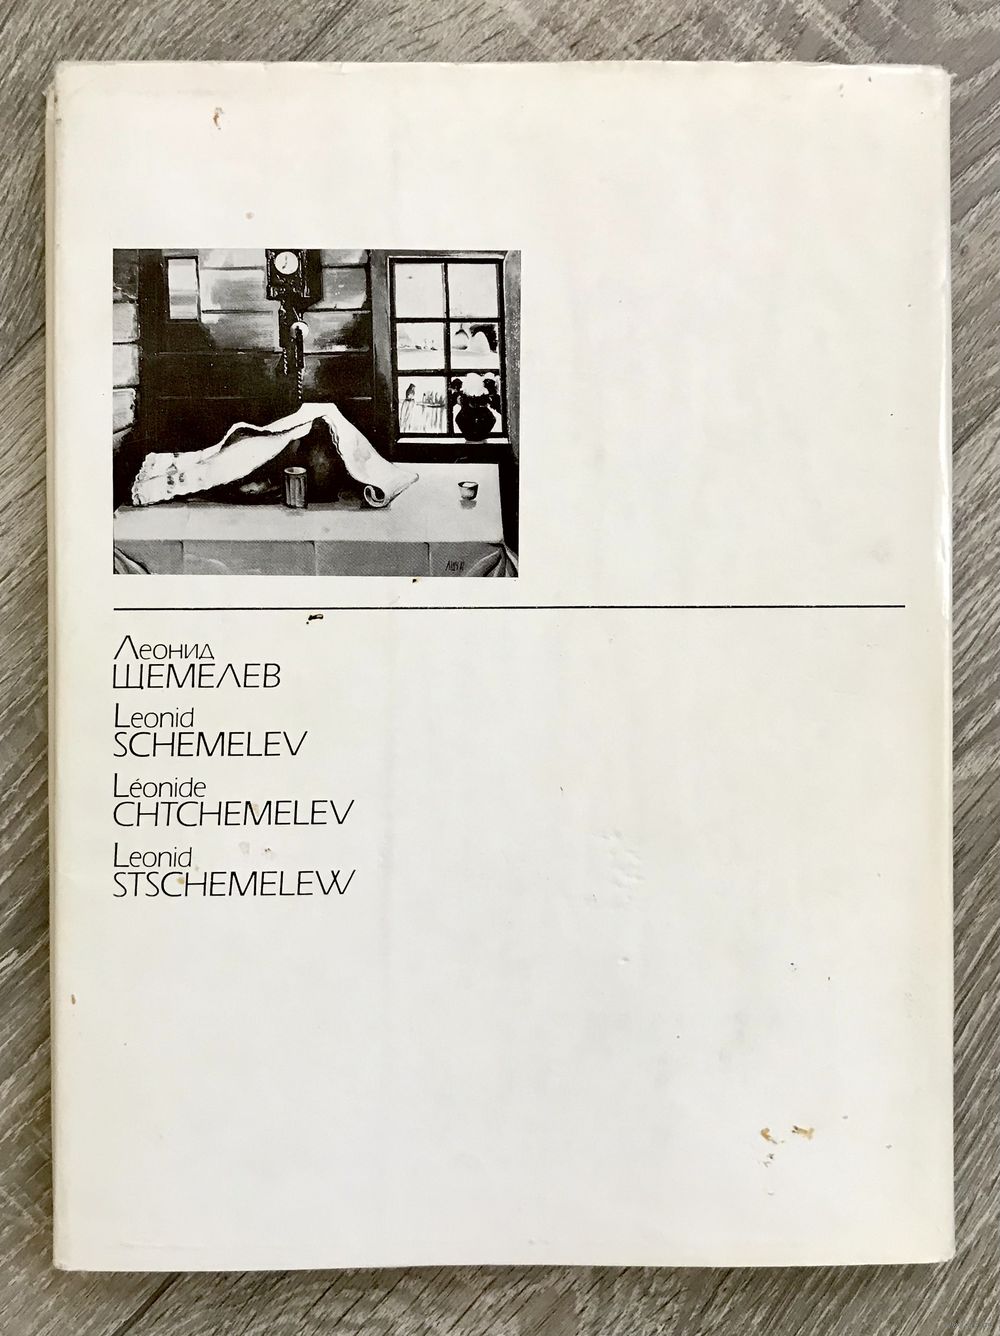 Леонид
ЩЕМЕЛЕВ
Leonid
SCHEMELEV
Léonide
CHTCHEMELEV
Leonid
STSCHEMELEW